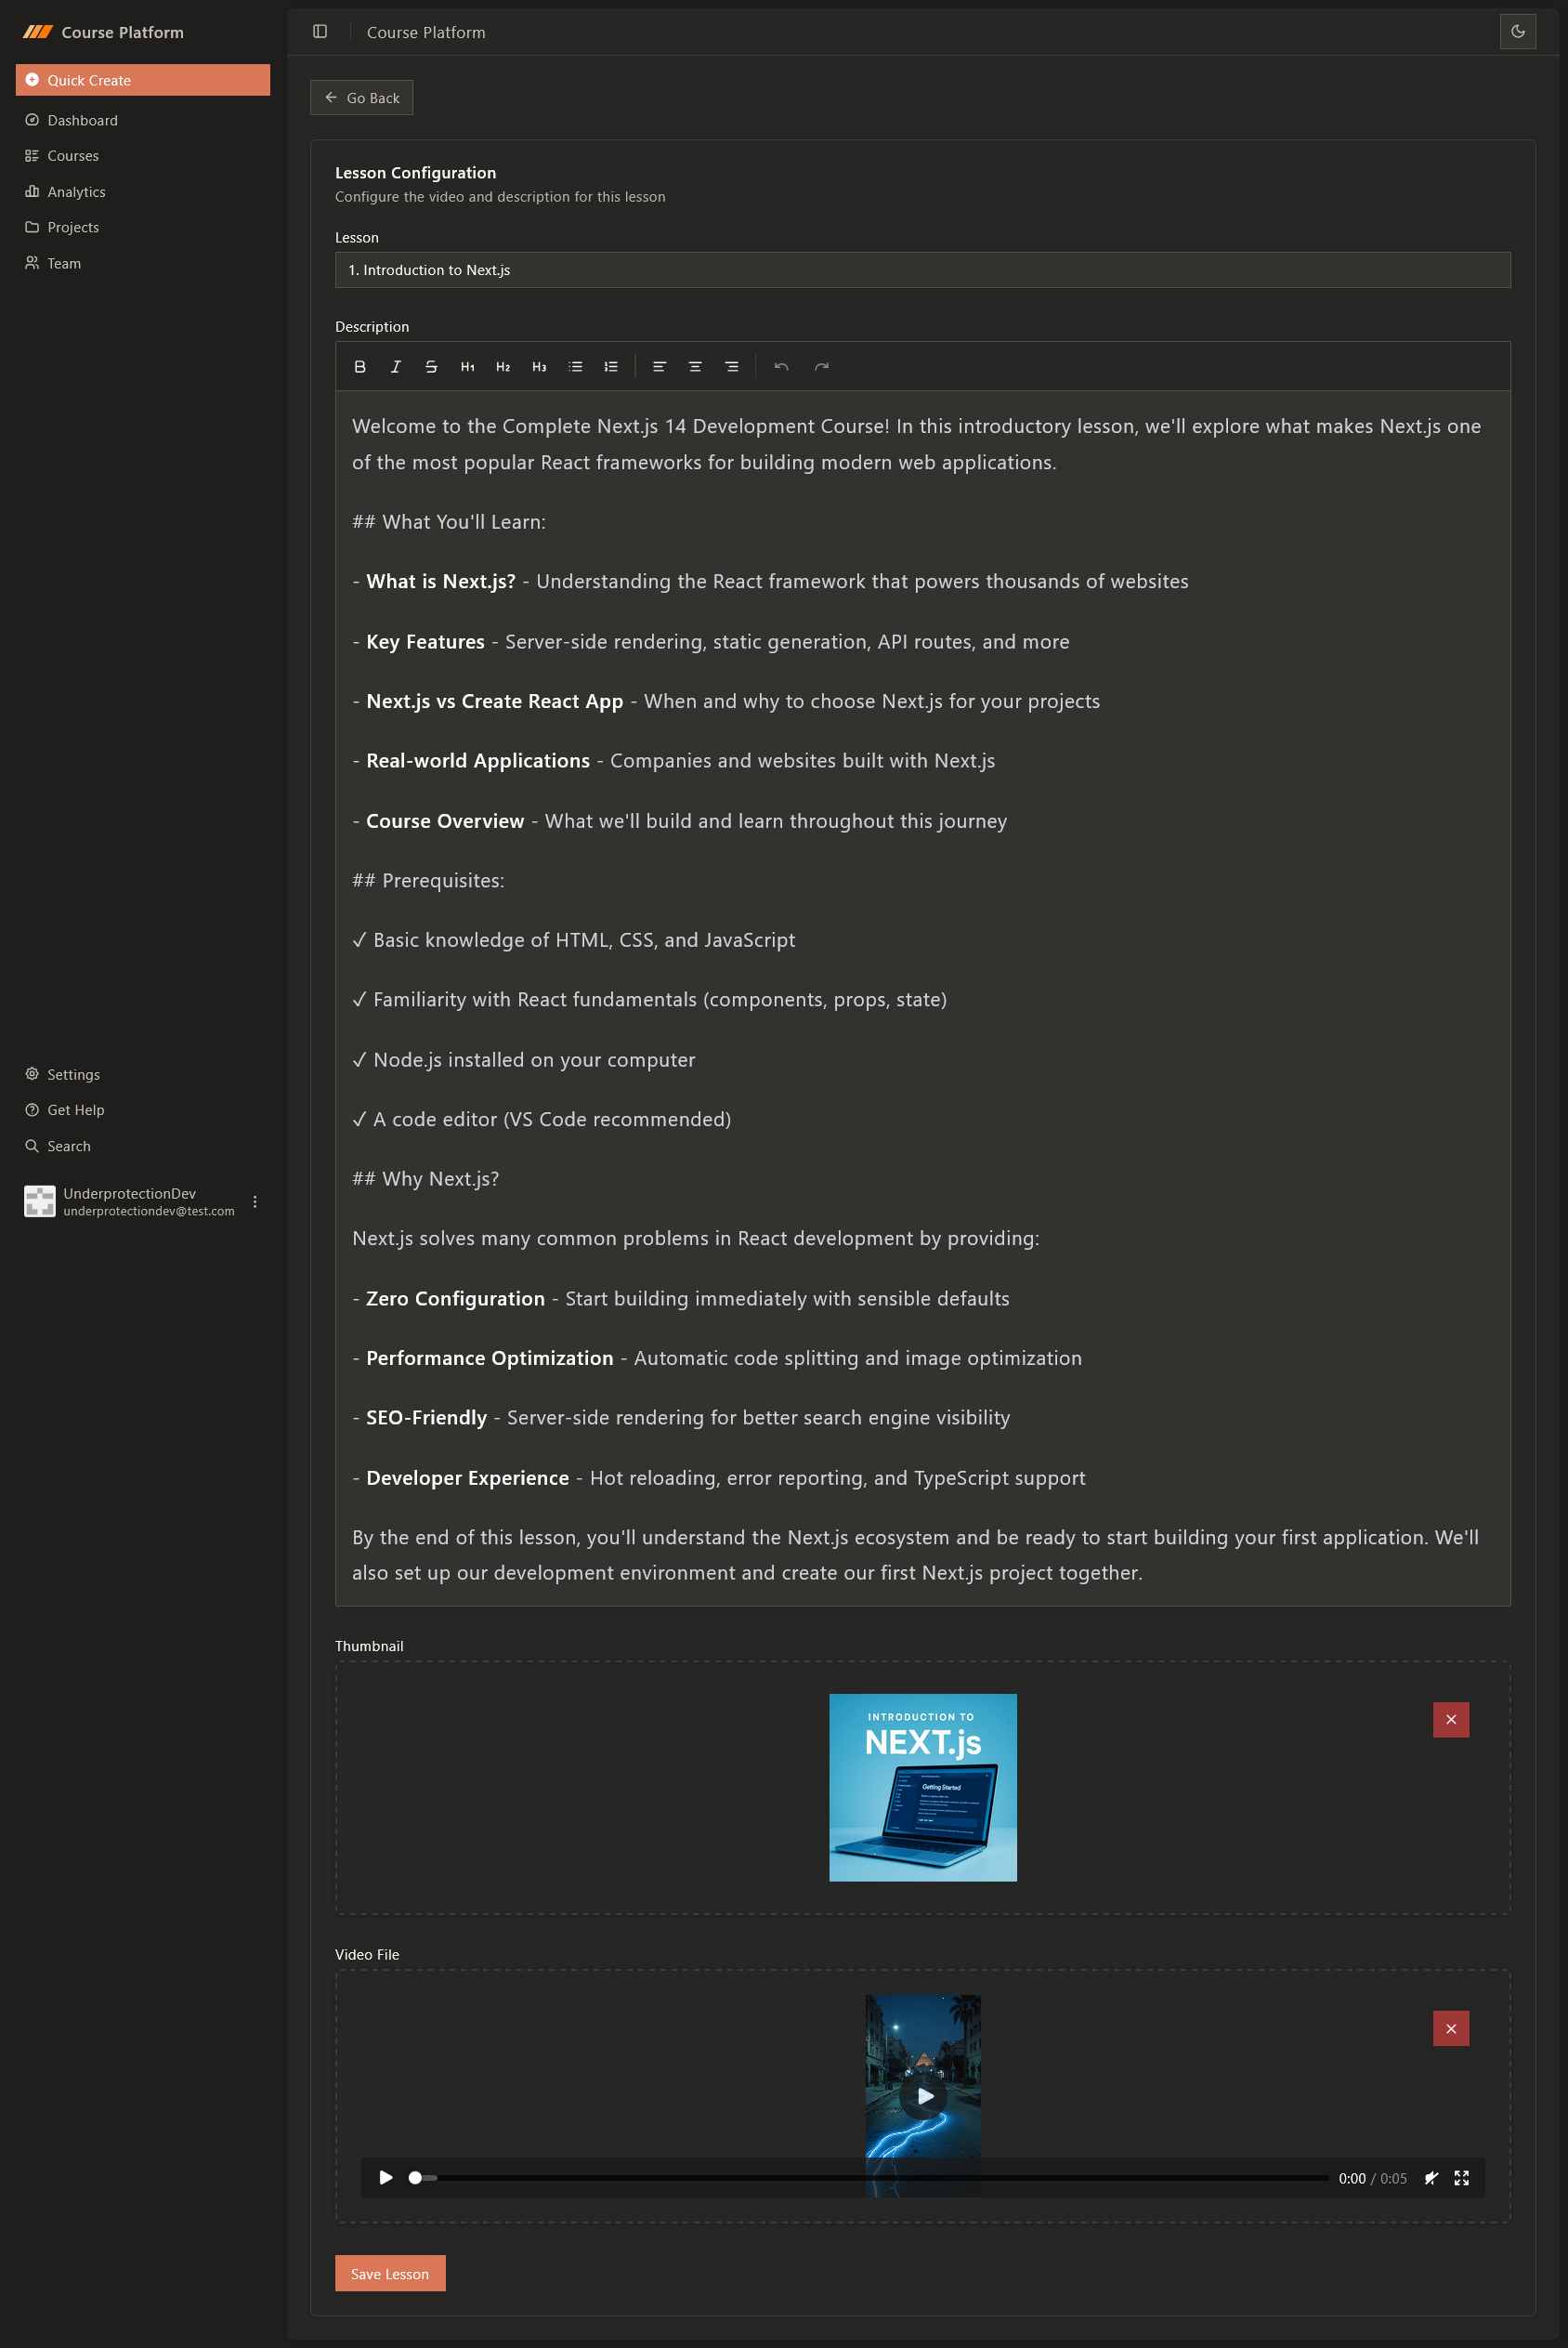 Course Platform
Quick Create
Dashboard
Courses
Analytics
Projects
Team
Settings
Get Help
Search
UnderprotectionDev
underprotectiondev@test.com
Course Platform
Go Back
Lesson Configuration
Configure the video and description for this lesson
Lesson
1. Introduction to Next.js
Description
B I S H1 H2 H3
Welcome to the Complete Next.js 14 Development Course! In this introductory lesson, we'll explore what makes Next.js one
of the most popular React frameworks for building modern web applications.
## What You'll Learn:
- What is Next.js? - Understanding the React framework that powers thousands of websites
- Key Features - Server-side rendering, static generation, API routes, and more
- Next.js vs Create React App - When and why to choose Next.js for your projects
- Real-world Applications - Companies and websites built with Next.js
- Course Overview - What we'll build and learn throughout this journey
## Prerequisites:
✓ Basic knowledge of HTML, CSS, and JavaScript
✓ Familiarity with React fundamentals (components, props, state)
✓ Node.js installed on your computer
✓ A code editor (VS Code recommended)
## Why Next.js?
Next.js solves many common problems in React development by providing:
- Zero Configuration - Start building immediately with sensible defaults
- Performance Optimization - Automatic code splitting and image optimization
- SEO-Friendly - Server-side rendering for better search engine visibility
- Developer Experience - Hot reloading, error reporting, and TypeScript support
By the end of this lesson, you'll understand the Next.js ecosystem and be ready to start building your first application. We'll
also set up our development environment and create our first Next.js project together.
Thumbnail
INTRODUCTION TO
NEXT.js
Getting Started
Video File
0:00 / 0:05
Save Lesson